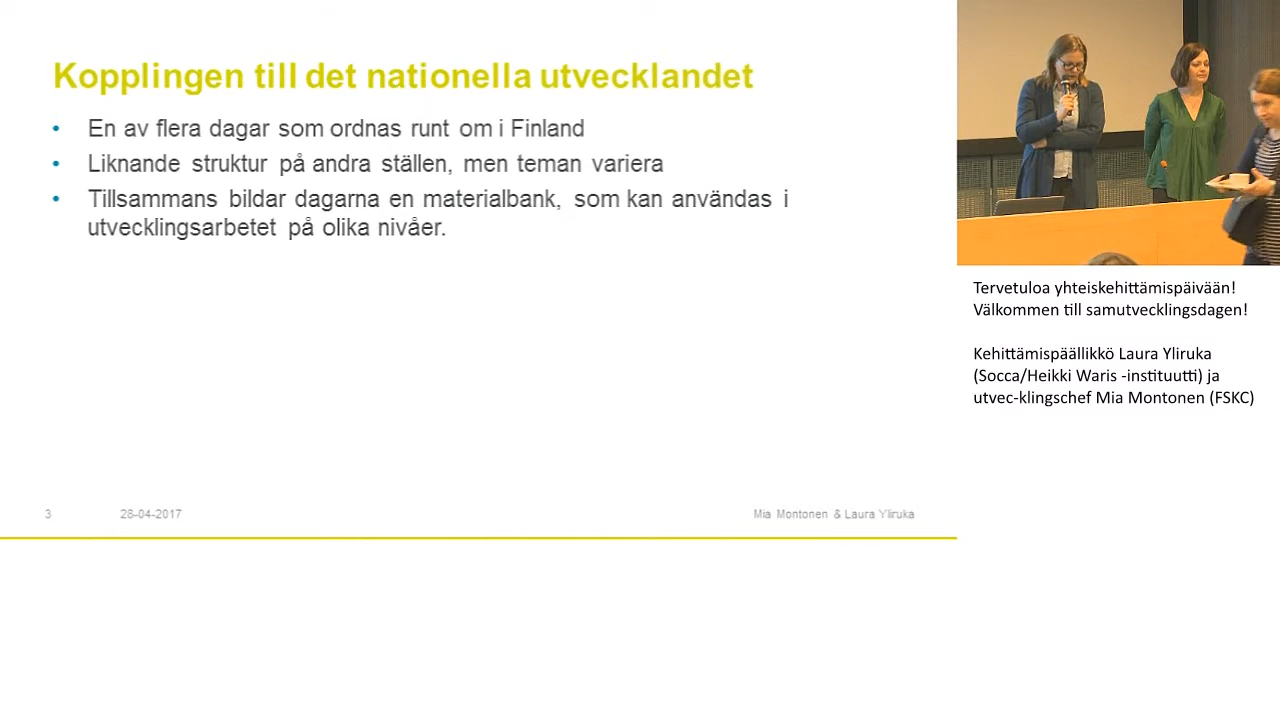 Kopplingen till det nationella utvecklandet
• En av flera dagar som ordnas runt om i Finland
• Liknande struktur på andra ställen, men teman variera
• Tillsammans bildar dagarna en materialbank, som kan användas i
utvecklingsarbetet på olika nivåer.
3 28-04-2017 Mia Montonen & Laura Yliruka
Tervetuloa yhteiskehittämispäivään!
Välkommen till samutvecklingsdagen!
Kehittämispäällikkö Laura Yliruka
(Socca/Heikki Waris -instituutti) ja
utvec-klingschef Mia Montonen (FSKC)